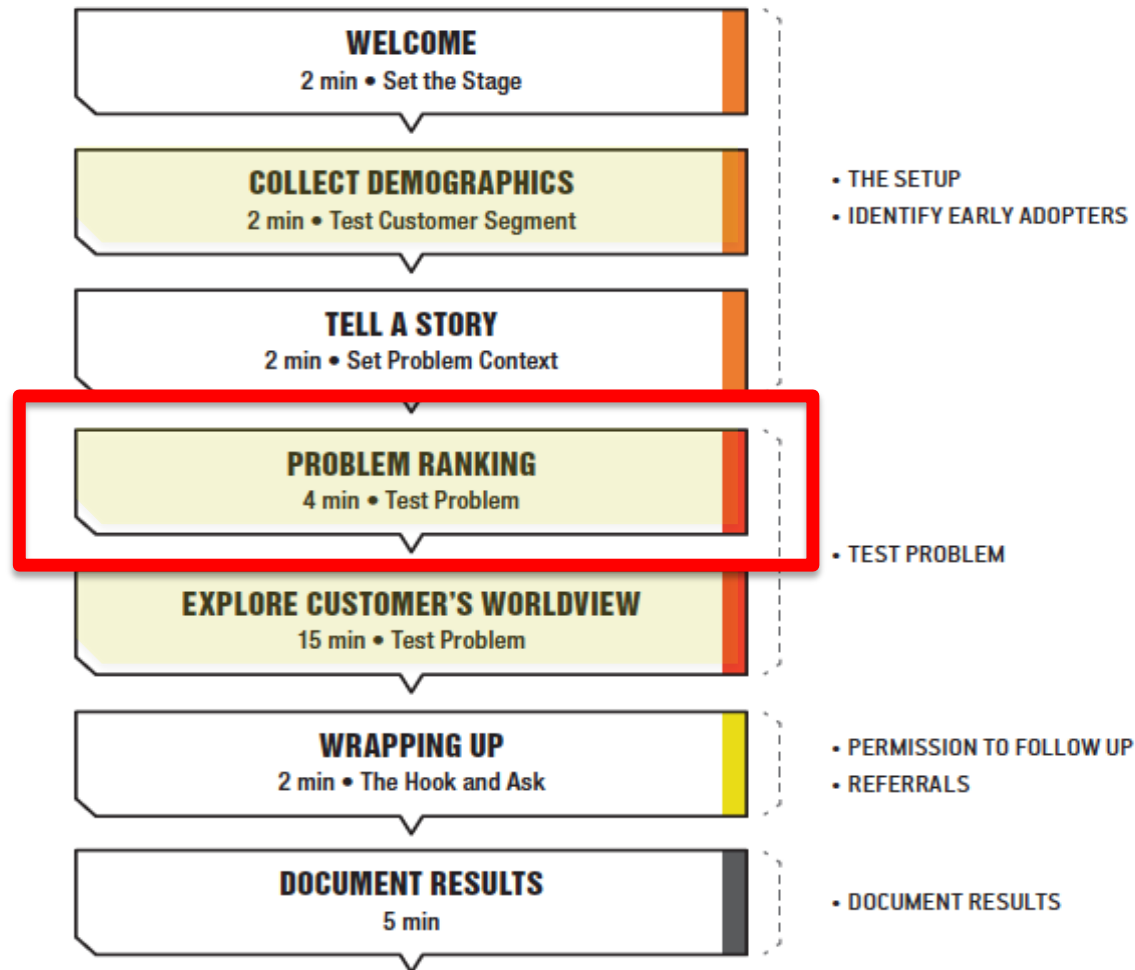 WELCOME
2 min • Set the Stage
COLLECT DEMOGRAPHICS
2 min • Test Customer Segment
• THE SETUP
• IDENTIFY EARLY ADOPTERS
TELL A STORY
2 min • Set Problem Context
PROBLEM RANKING
4 min • Test Problem
• TEST PROBLEM
EXPLORE CUSTOMER'S WORLDVIEW
15 min • Test Problem
WRAPPING UP
2 min • The Hook and Ask
• PERMISSION TO FOLLOW UP
• REFERRALS
DOCUMENT RESULTS
5 min
• DOCUMENT RESULTS